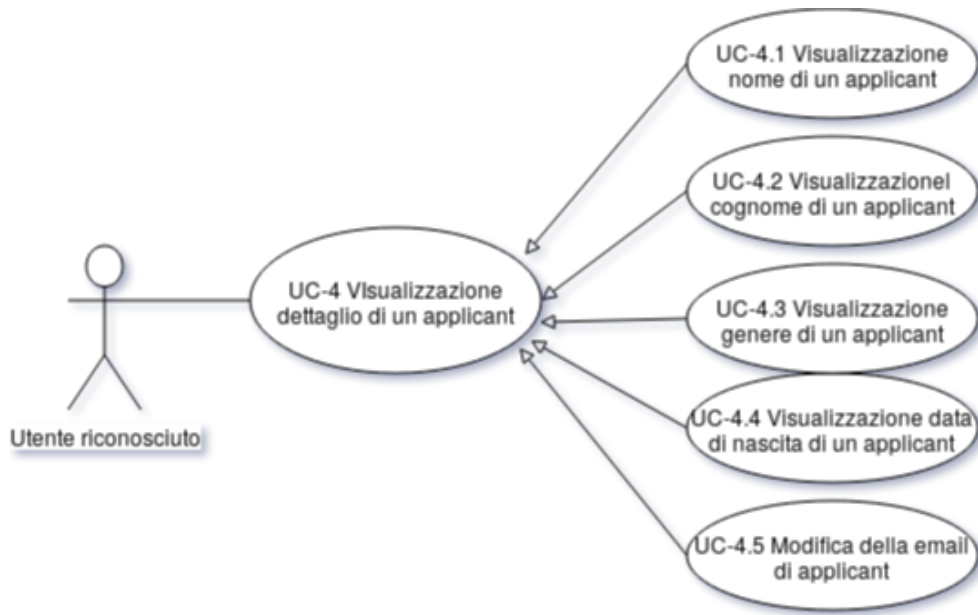 UC-4.1 Visualizzazione
nome di un applicant
UC-4.2 Visualizzazionel
cognome di un applicant
UC-4 VIsualizzazione
dettaglio di un applicant
UC-4.3 Visualizzazione
genere di un applicant
UC-4.4 Visualizzazione data
di nascita di un applicant
Utente riconosciuto
UC-4.5 Modifica della email
di applicant